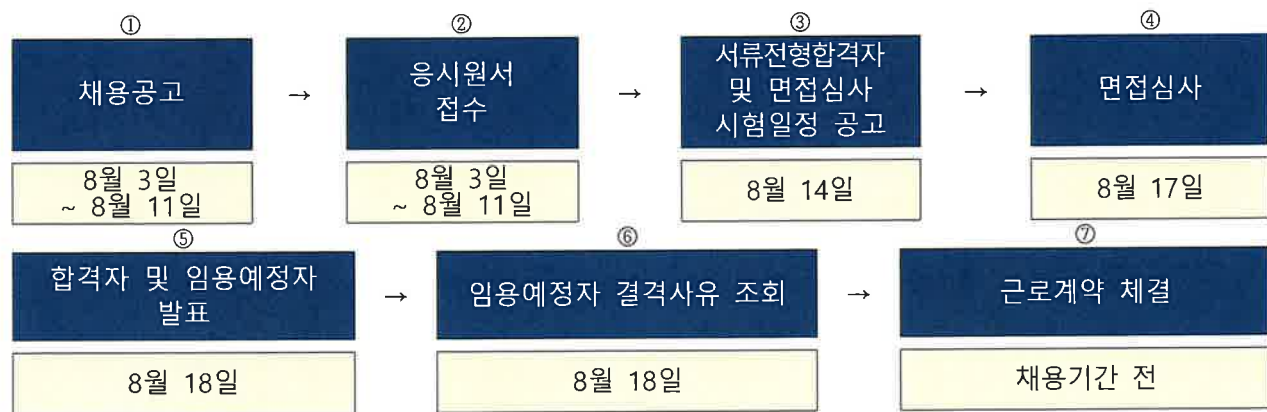 ①
채용공고
→
②
응시원서
접수
→
③
서류전형합격자
및 면접심사
시험일정 공고
→
④
면접심사
8월 3일
~ 8월 11일
8월 3일
~ 8월 11일
8월 14일
8월 17일
⑤
합격자 및 임용예정자
발표
→
⑥
임용예정자 결격사유 조회
→
⑦
근로계약 체결
8월 18일
8월 18일
채용기간 전